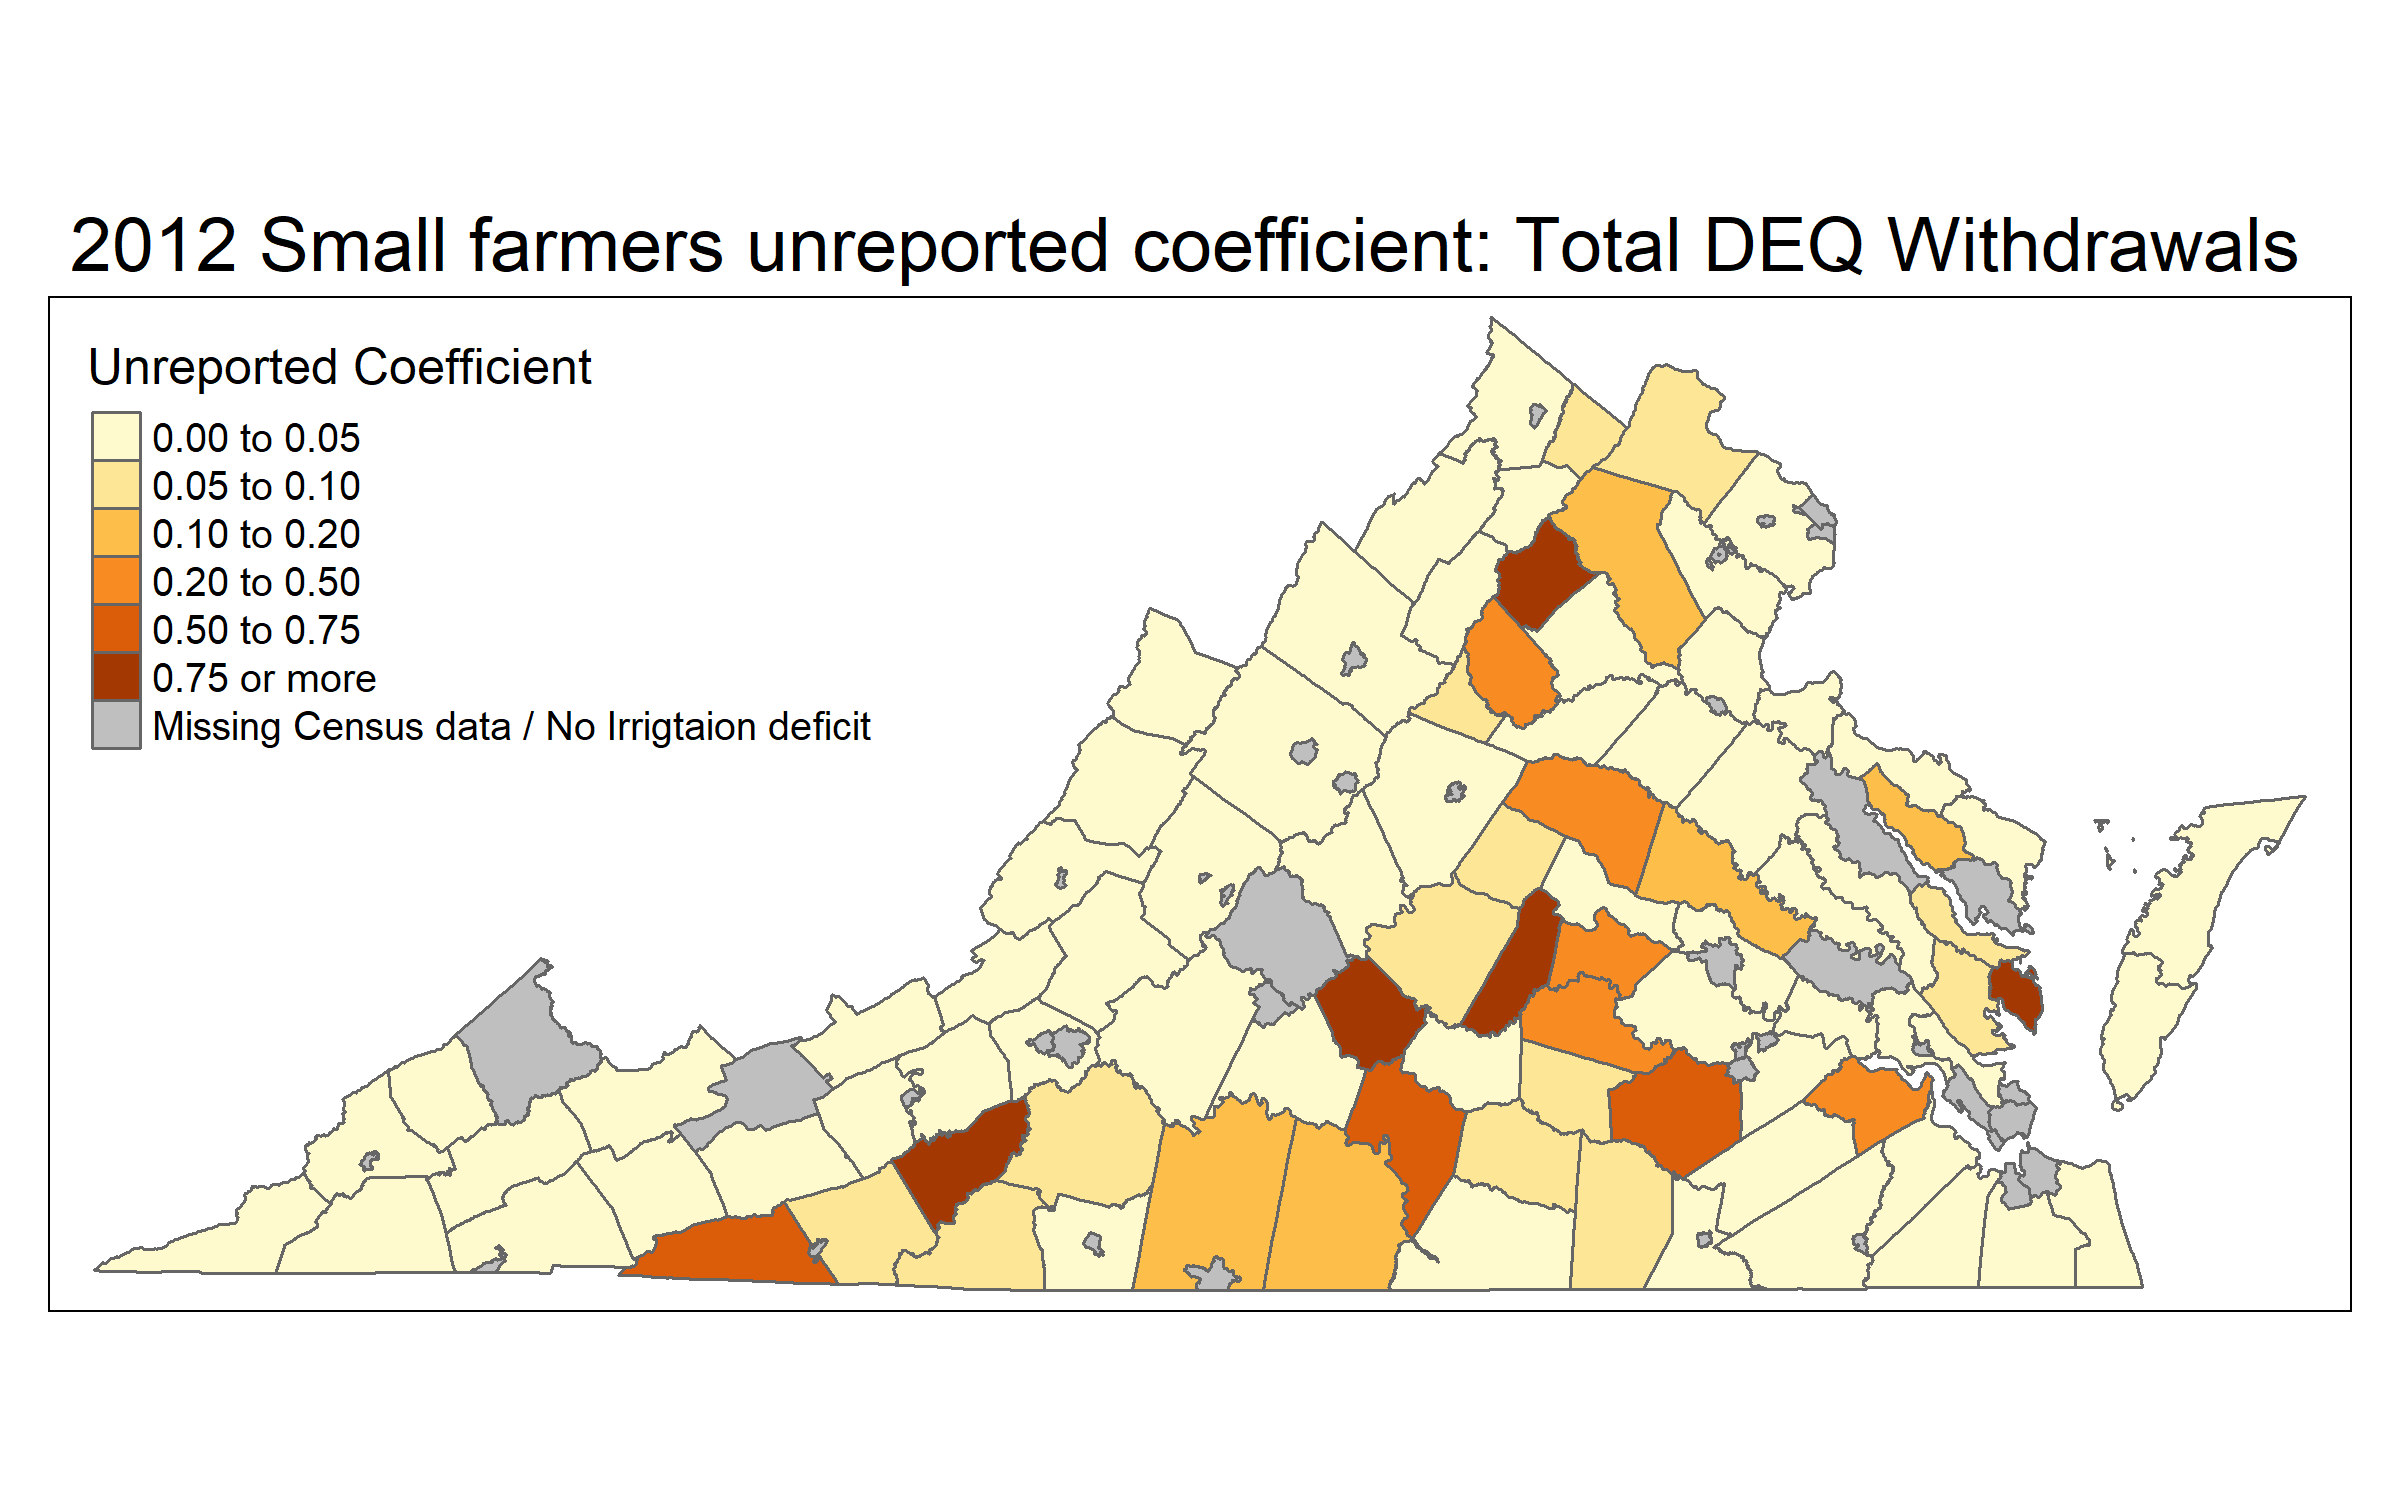 2012 Small farmers unreported coefficient: Total DEQ Withdrawals
Unreported Coefficient
0.00 to 0.05
0.05 to 0.10
0.10 to 0.20
0.20 to 0.50
0.50 to 0.75
0.75 or more
Missing Census data / No Irrigtaion deficit